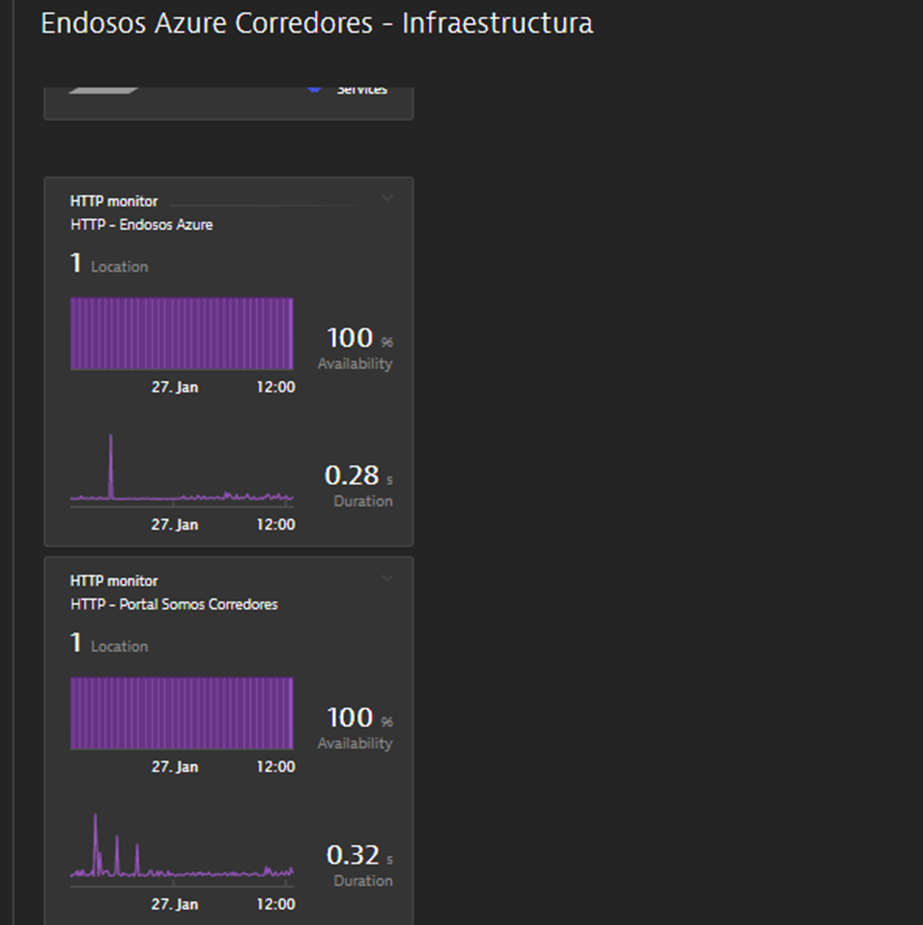 Endosos Azure Corredores - Infraestructura
Services
HTTP monitor
HTTP - Endosos Azure
1 Location
100 %
Availability
27. Jan 12:00
0.28 s
Duration
27. Jan 12:00
HTTP monitor
HTTP - Portal Somos Corredores
1 Location
100 %
Availability
27. Jan 12:00
0.32 s
Duration
27. Jan 12:00